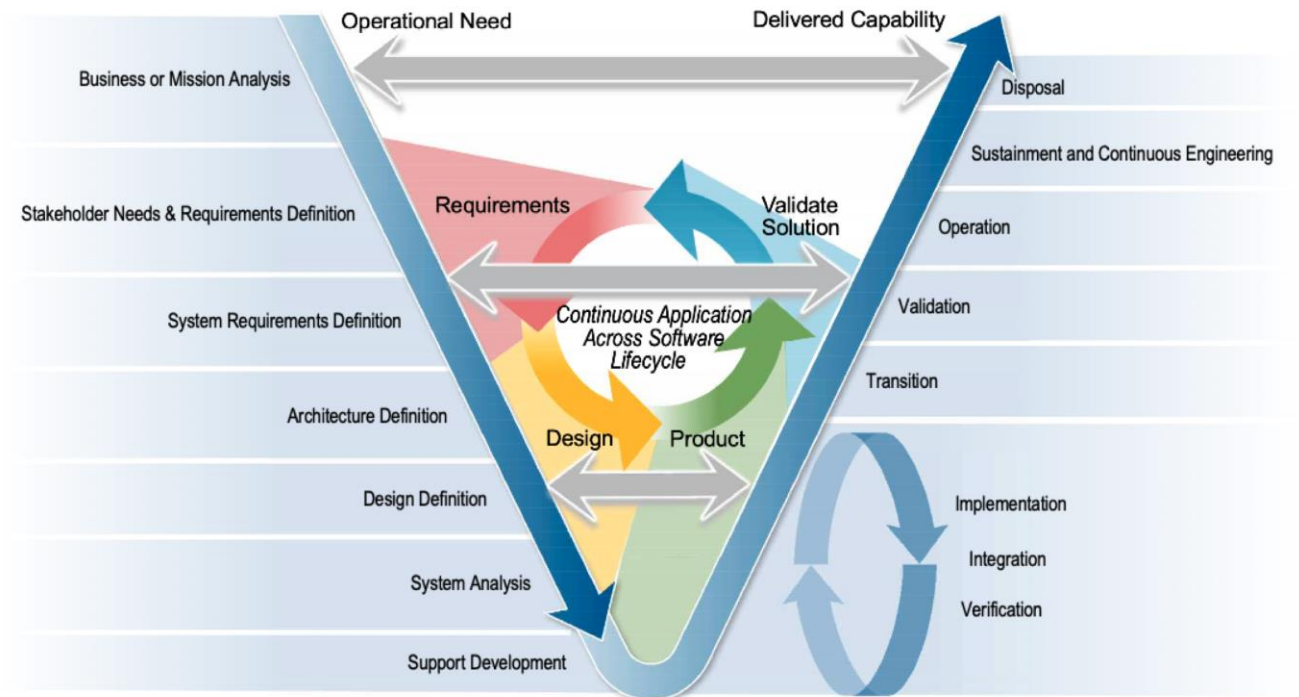 Operational Need
Delivered Capability
Business or Mission Analysis
Stakeholder Needs & Requirements Definition
System Requirements Definition
Architecture Definition
Design Definition
System Analysis
Support Development
Requirements
Validate
Solution
Continuous Application
Across Software
Lifecycle
Design
Product
Disposal
Sustainment and Continuous Engineering
Operation
Validation
Transition
Implementation
Integration
Verification